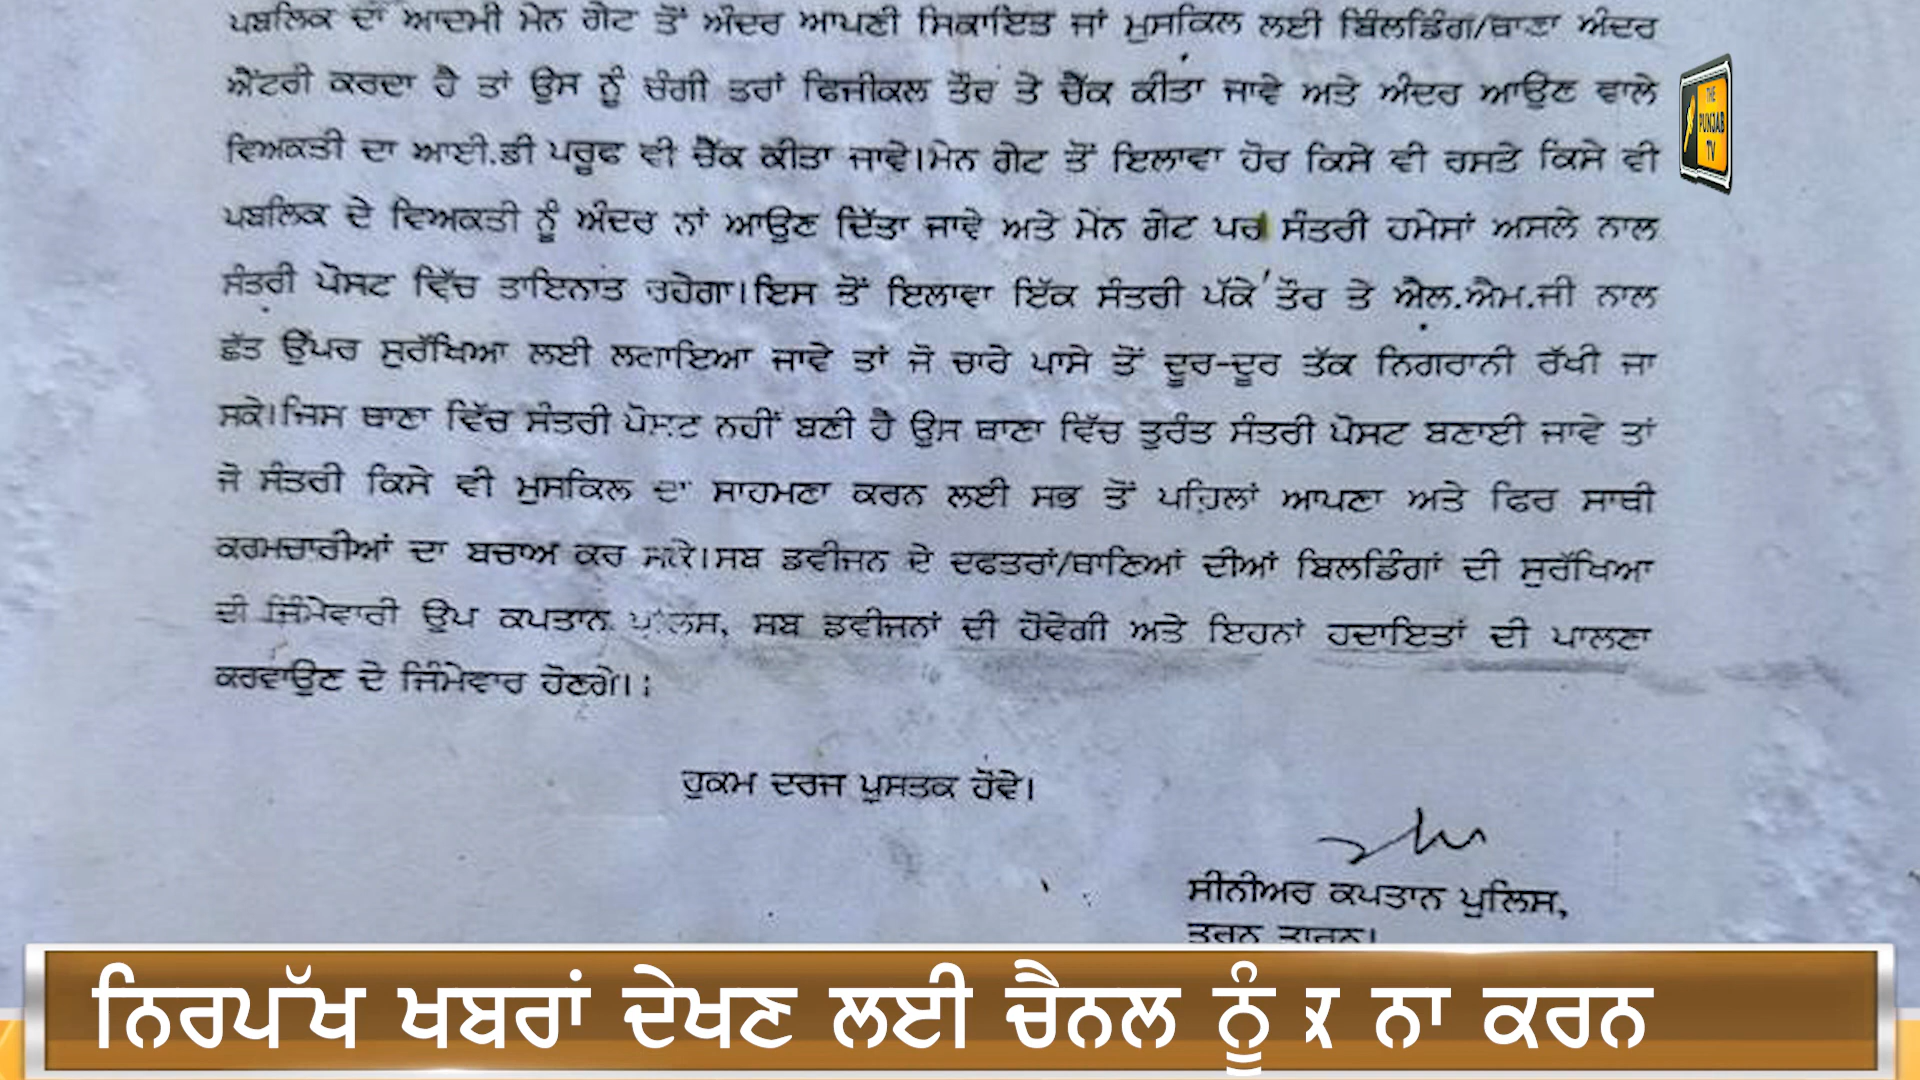 ਪਬਲਿਕ ਦਾ ਆਦਮੀ ਮੇਨ ਗੇਟ ਤੋਂ ਅੰਦਰ ਆਪਣੀ ਸਿਕਾਇਤ ਜਾਂ ਮੁਸਕਿਲ ਲਈ ਬਿਲਡਿੰਗ/ਥਾਣਾ ਅੰਦਰ
ਐਂਟਰੀ ਕਰਦਾ ਹੈ ਤਾਂ ਉਸ ਨੂੰ ਚੰਗੀ ਤਰਾਂ ਫਿਜੀਕਲ ਤੌਰ ਤੇ ਚੈੱਕ ਕੀਤਾ ਜਾਵੇ ਅਤੇ ਅੰਦਰ ਆਉਣ ਵਾਲੇ
ਵਿਅਕਤੀ ਦਾ ਆਈ.ਡੀ ਪਰੂਫ ਵੀ ਚੈੱਕ ਕੀਤਾ ਜਾਵੇ।ਮੇਨ ਗੇਟ ਤੋਂ ਇਲਾਵਾ ਹੋਰ ਕਿਸੇ ਵੀ ਰਸਤੇ ਕਿਸੇ ਵੀ
ਪਬਲਿਕ ਦੇ ਵਿਅਕਤੀ ਨੂੰ ਅੰਦਰ ਨਾਂ ਆਉਣ ਦਿੱਤਾ ਜਾਵੇ ਅਤੇ ਮੇਨ ਗੇਟ ਪਰ ਸੰਤਰੀ ਹਮੇਸਾਂ ਅਸਲੇ ਨਾਲ
ਸੰਤਰੀ ਪੋਸਟ ਵਿੱਚ ਤਾਇਨਾਤ ਰਹੇਗਾ।ਇਸ ਤੋਂ ਇਲਾਵਾ ਇੱਕ ਸੰਤਰੀ ਪੱਕੇ ਤੌਰ ਤੇ ਐਲ.ਐਮ.ਜੀ ਨਾਲ
ਛੱਤ ਉੱਪਰ ਸੁਰੱਖਿਆ ਲਈ ਲਗਾਇਆ ਜਾਵੇ ਤਾਂ ਜੋ ਚਾਰੇ ਪਾਸੇ ਤੋਂ ਦੂਰ-ਦੂਰ ਤੱਕ ਨਿਗਰਾਨੀ ਰੱਖੀ ਜਾ
ਸਕੇ।ਜਿਸ ਥਾਣਾ ਵਿੱਚ ਸੰਤਰੀ ਪੋਸਟ ਨਹੀਂ ਬਣੀ ਹੈ ਉਸ ਥਾਣਾ ਵਿੱਚ ਤੁਰੰਤ ਸੰਤਰੀ ਪੋਸਟ ਬਣਾਈ ਜਾਵੇ ਤਾਂ
ਜੋ ਸੰਤਰੀ ਕਿਸੇ ਵੀ ਮੁਸਕਿਲ ਦਾ ਸਾਹਮਣਾ ਕਰਨ ਲਈ ਸਭ ਤੋਂ ਪਹਿਲਾਂ ਆਪਣਾ ਅਤੇ ਫਿਰ ਸਾਥੀ
ਕਰਮਚਾਰੀਆਂ ਦਾ ਬਚਾਅ ਕਰ ਸਕੇ।ਸਬ ਡਵੀਜਨ ਦੇ ਦਫਤਰਾਂ/ਥਾਣਿਆਂ ਦੀਆਂ ਬਿਲਡਿੰਗਾਂ ਦੀ ਸੁਰੱਖਿਆ
ਦੀ ਜਿੰਮੇਵਾਰੀ ਉਪ ਕਪਤਾਨ ਪੁਲਿਸ, ਸਬ ਡਵੀਜਨਾਂ ਦੀ ਹੋਵੇਗੀ ਅਤੇ ਇਹਨਾਂ ਹਦਾਇਤਾਂ ਦੀ ਪਾਲਣਾ
ਕਰਵਾਉਣ ਦੇ ਜਿੰਮੇਵਾਰ ਹੋਣਗੇ।
ਹੁਕਮ ਦਰਜ ਪੁਸਤਕ ਹੋਵੇ।
ਸੀਨੀਅਰ ਕਪਤਾਨ ਪੁਲਿਸ,
ਤਰਨ ਤਾਰਨ।
THE
PUNJAB
TV
ਨਿਰਪੱਖ ਖਬਰਾਂ ਦੇਖਣ ਲਈ ਚੈਨਲ ਨੂੰ ਨਾ ਕਰਨ